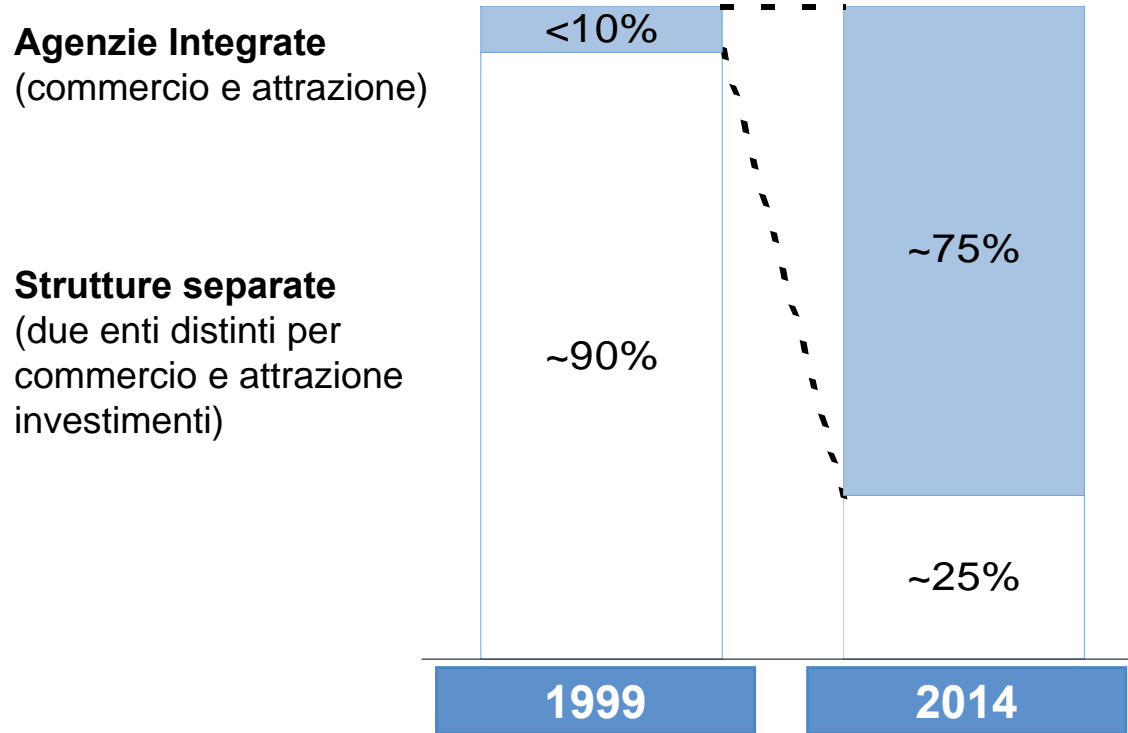 Agenzie Integrate
(commercio e attrazione)
Strutture separate
(due enti distinti per
commercio e attrazione
investimenti)
<10%
~90%
~75%
~25%
1999
2014